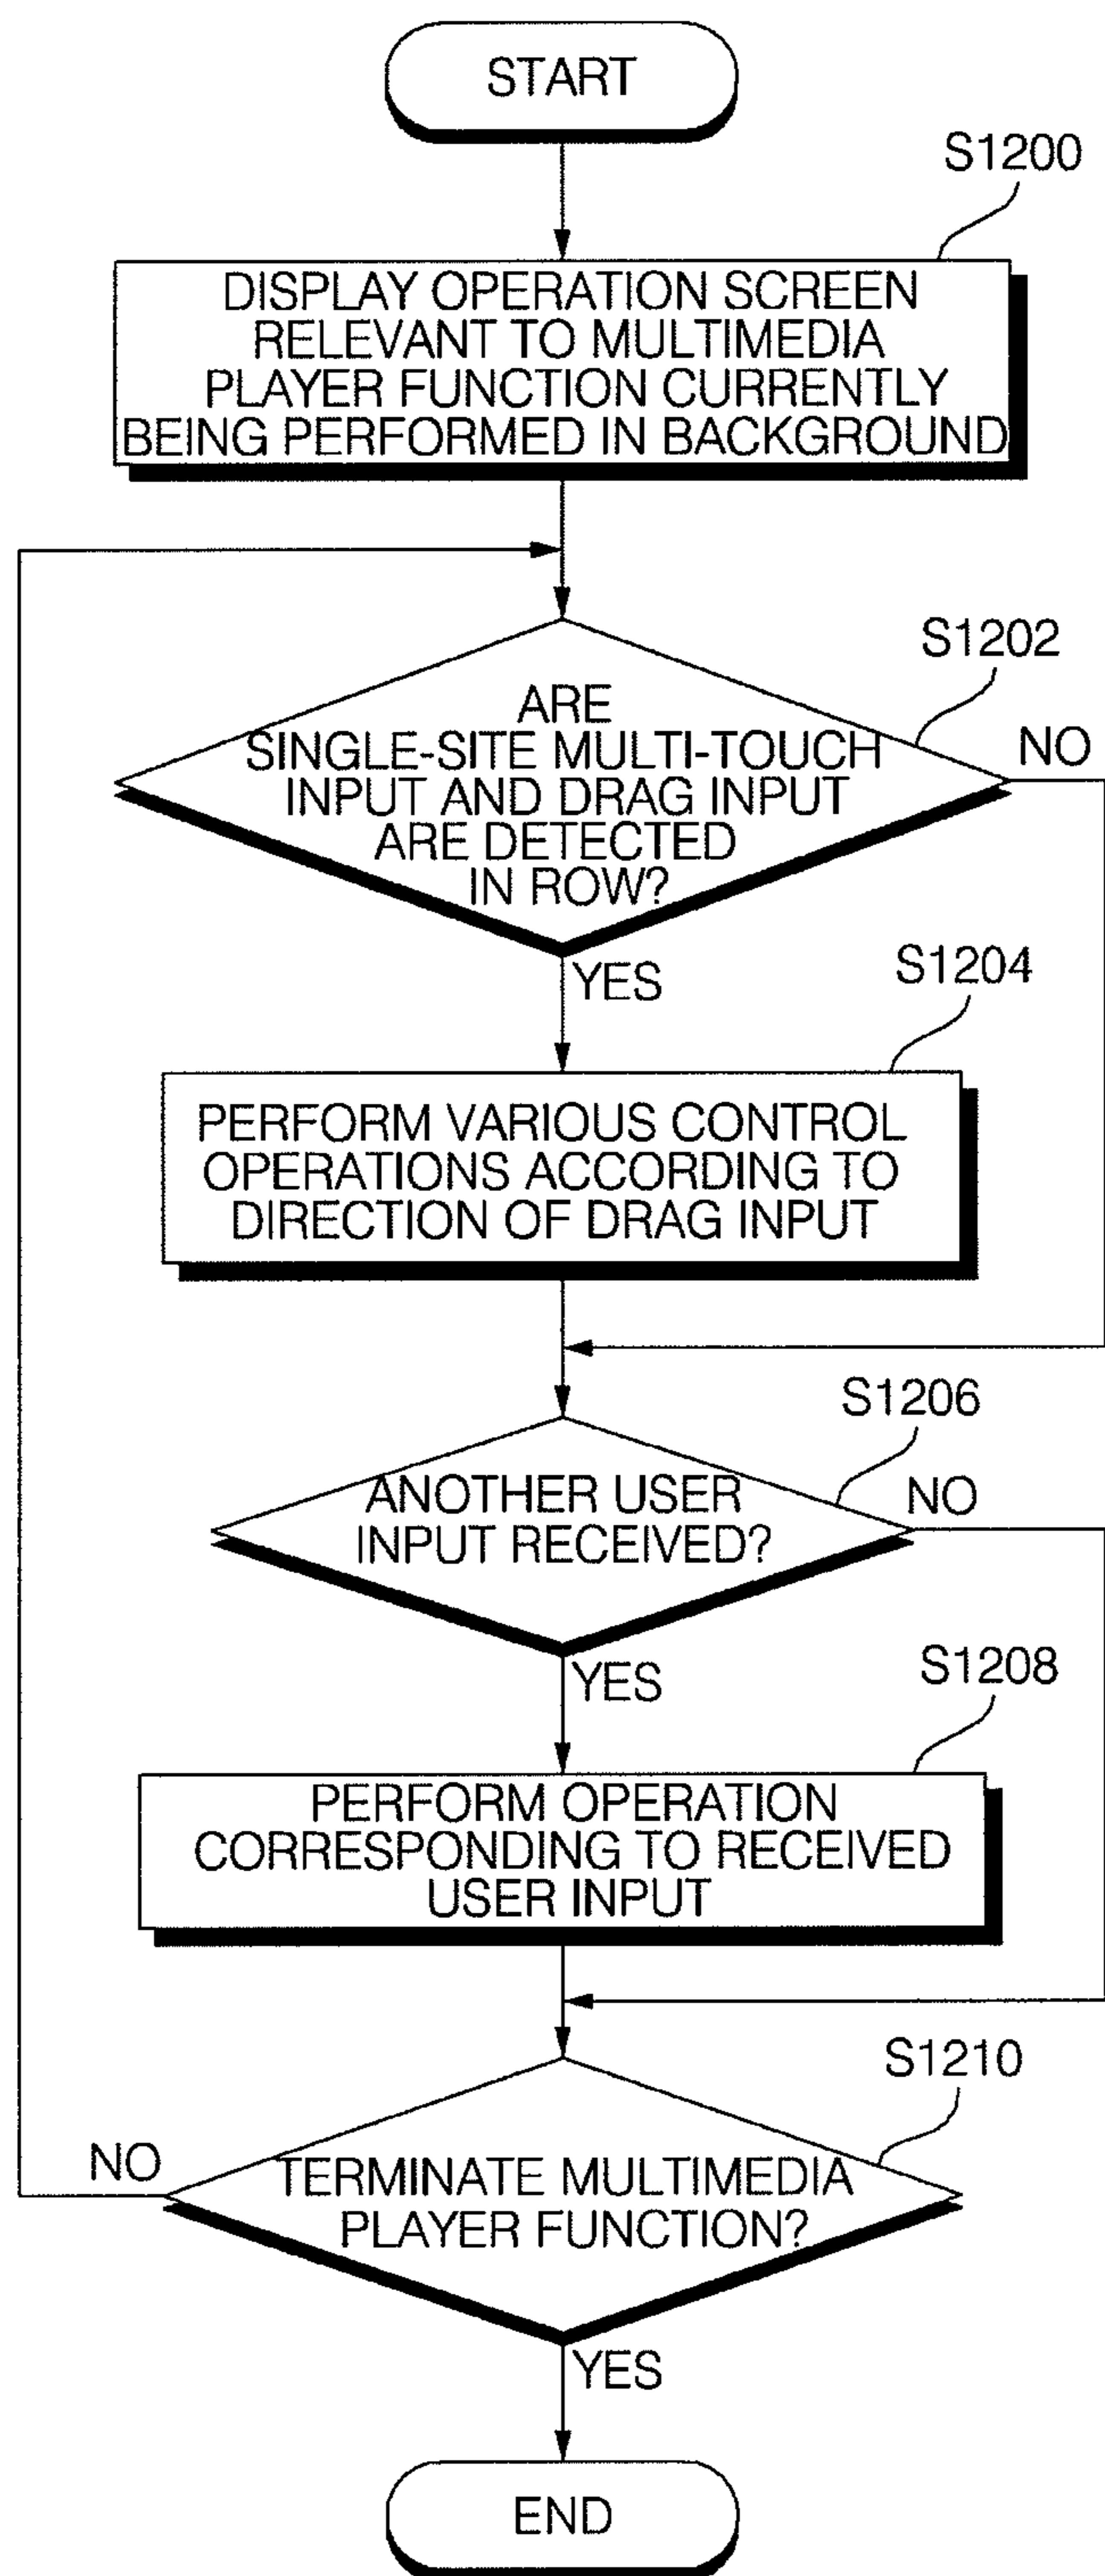 START
S1200
DISPLAY OPERATION SCREEN
RELEVANT TO MULTIMEDIA
PLAYER FUNCTION CURRENTLY
BEING PERFORMED IN BACKGROUND
S1202
ARE
SINGLE-SITE MULTI-TOUCH
INPUT AND DRAG INPUT
ARE DETECTED
IN ROW?
NO
YES
S1204
PERFORM VARIOUS CONTROL
OPERATIONS ACCORDING TO
DIRECTION OF DRAG INPUT
S1206
ANOTHER USER
INPUT RECEIVED?
NO
YES
S1208
PERFORM OPERATION
CORRESPONDING TO RECEIVED
USER INPUT
S1210
NO
TERMINATE MULTIMEDIA
PLAYER FUNCTION?
YES
END